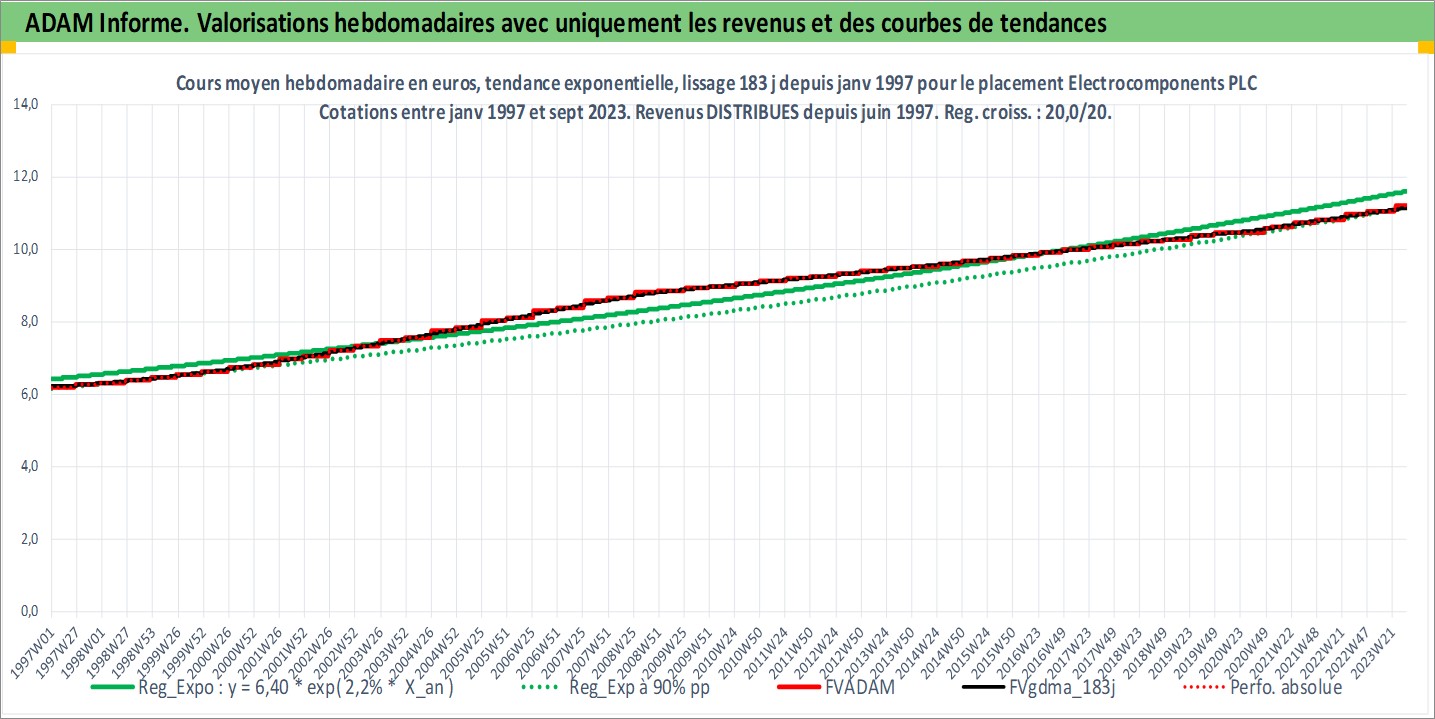 ADAM Informe. Valorisations hebdomadaires avec uniquement les revenus et des courbes de tendances
Cours moyen hebdomadaire en euros, tendance exponentielle, lissage 183 j depuis janv 1997 pour le placement Electrocomponents PLC
Cotations entre janv 1997 et sept 2023. Revenus DISTRIBUES depuis juin 1997. Reg. croiss. : 20,0/20.
14,0
12,0
10,0
8,0
6,0
4,0
2,0
0,0
1997W01
1997W27
1998W01
1998W27
1998W53
1999W26
1999W52
2000W26
2000W52
2001W26
2001W52
2002W26
2002W52
2003W26
2003W52
2004W26
2004W52
2005W25
2005W51
2006W25
2006W51
2007W25
2007W51
2008W25
2008W51
2009W25
2009W51
2010W24
2010W50
2011W24
2011W50
2012W24
2012W50
2013W24
2013W50
2014W24
2014W50
2015W24
2015W50
2016W23
2016W49
2017W23
2017W49
2018W23
2018W49
2019W23
2019W49
2020W23
2020W49
2021W22
2021W48
2022W21
2022W47
2023W21
Reg_Expo : y = 6,40 * exp( 2,2% * X_an )
Reg_Exp à 90% pp
FVADAM
FVgdma_183j
Perfo. absolue